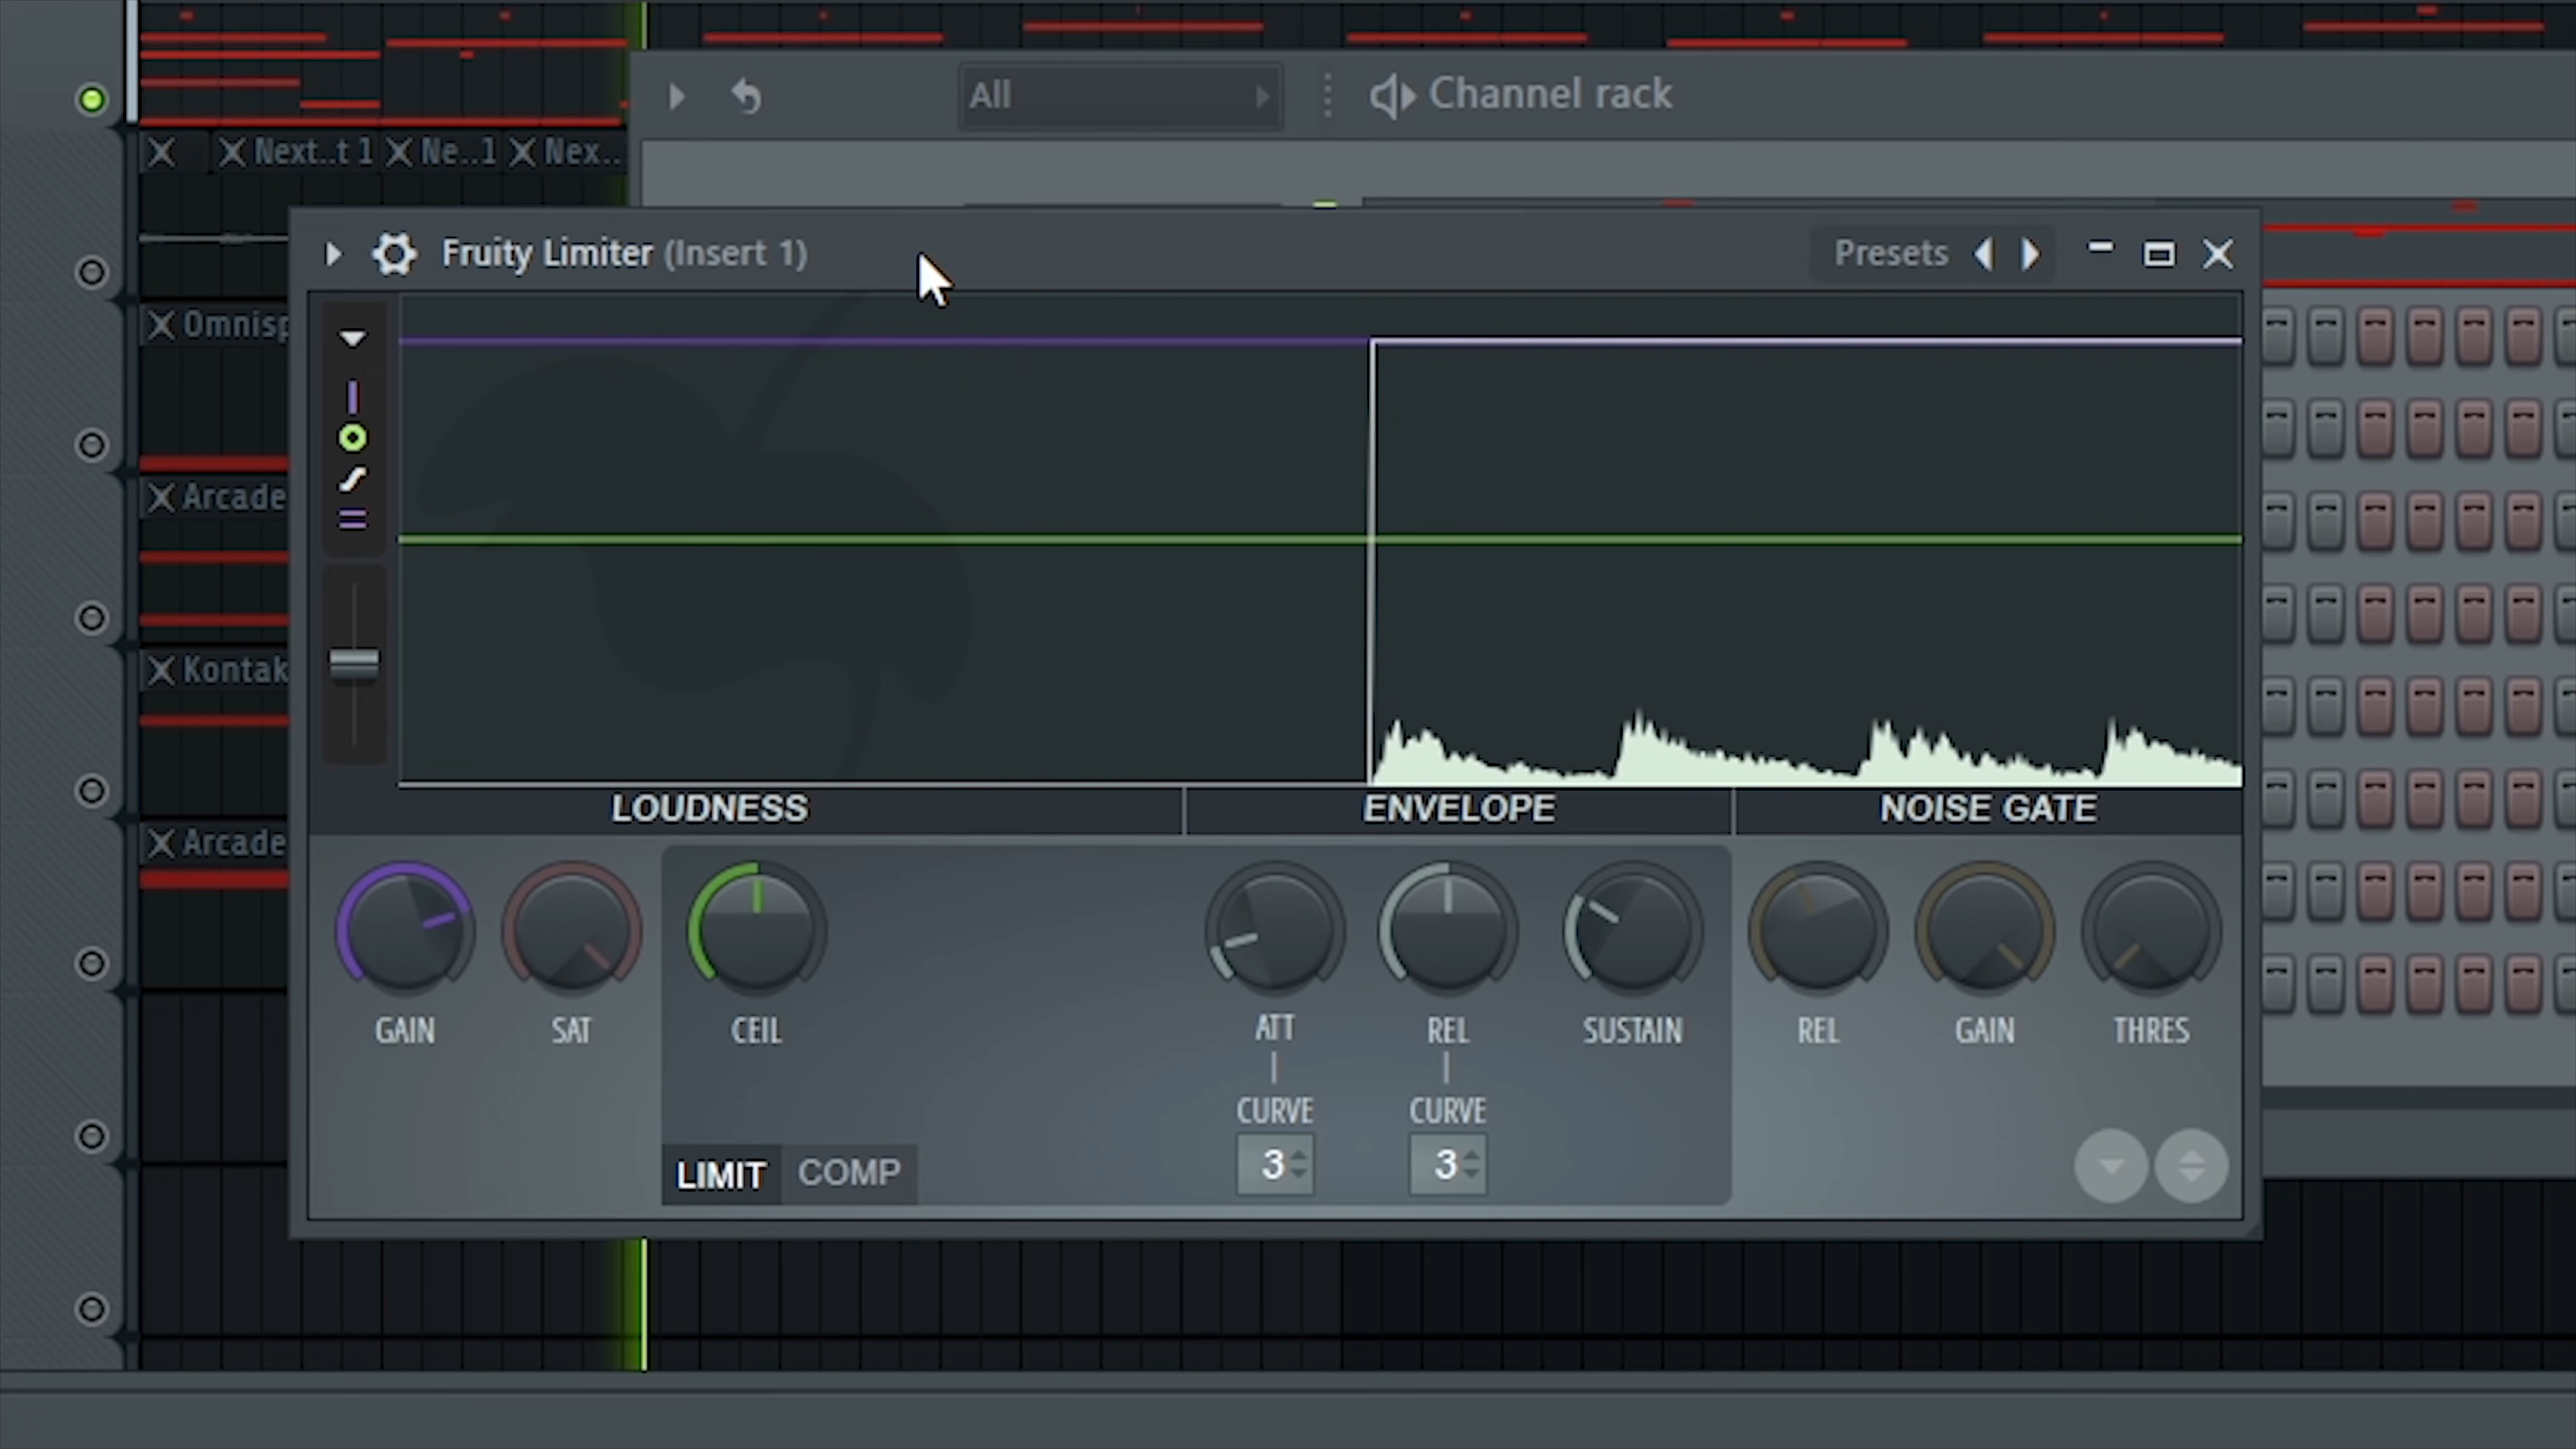 All
Channel rack
Next..t 1
Ne..1
Nex..
Fruity Limiter (Insert 1)
Presets
Omnisp
Arcade
Kontak
Arcade
LOUDNESS
ENVELOPE
NOISE GATE
GAIN
SAT
CEIL
ATT
REL
SUSTAIN
REL
GAIN
THRES
CURVE
CURVE
3
3
LIMIT
COMP